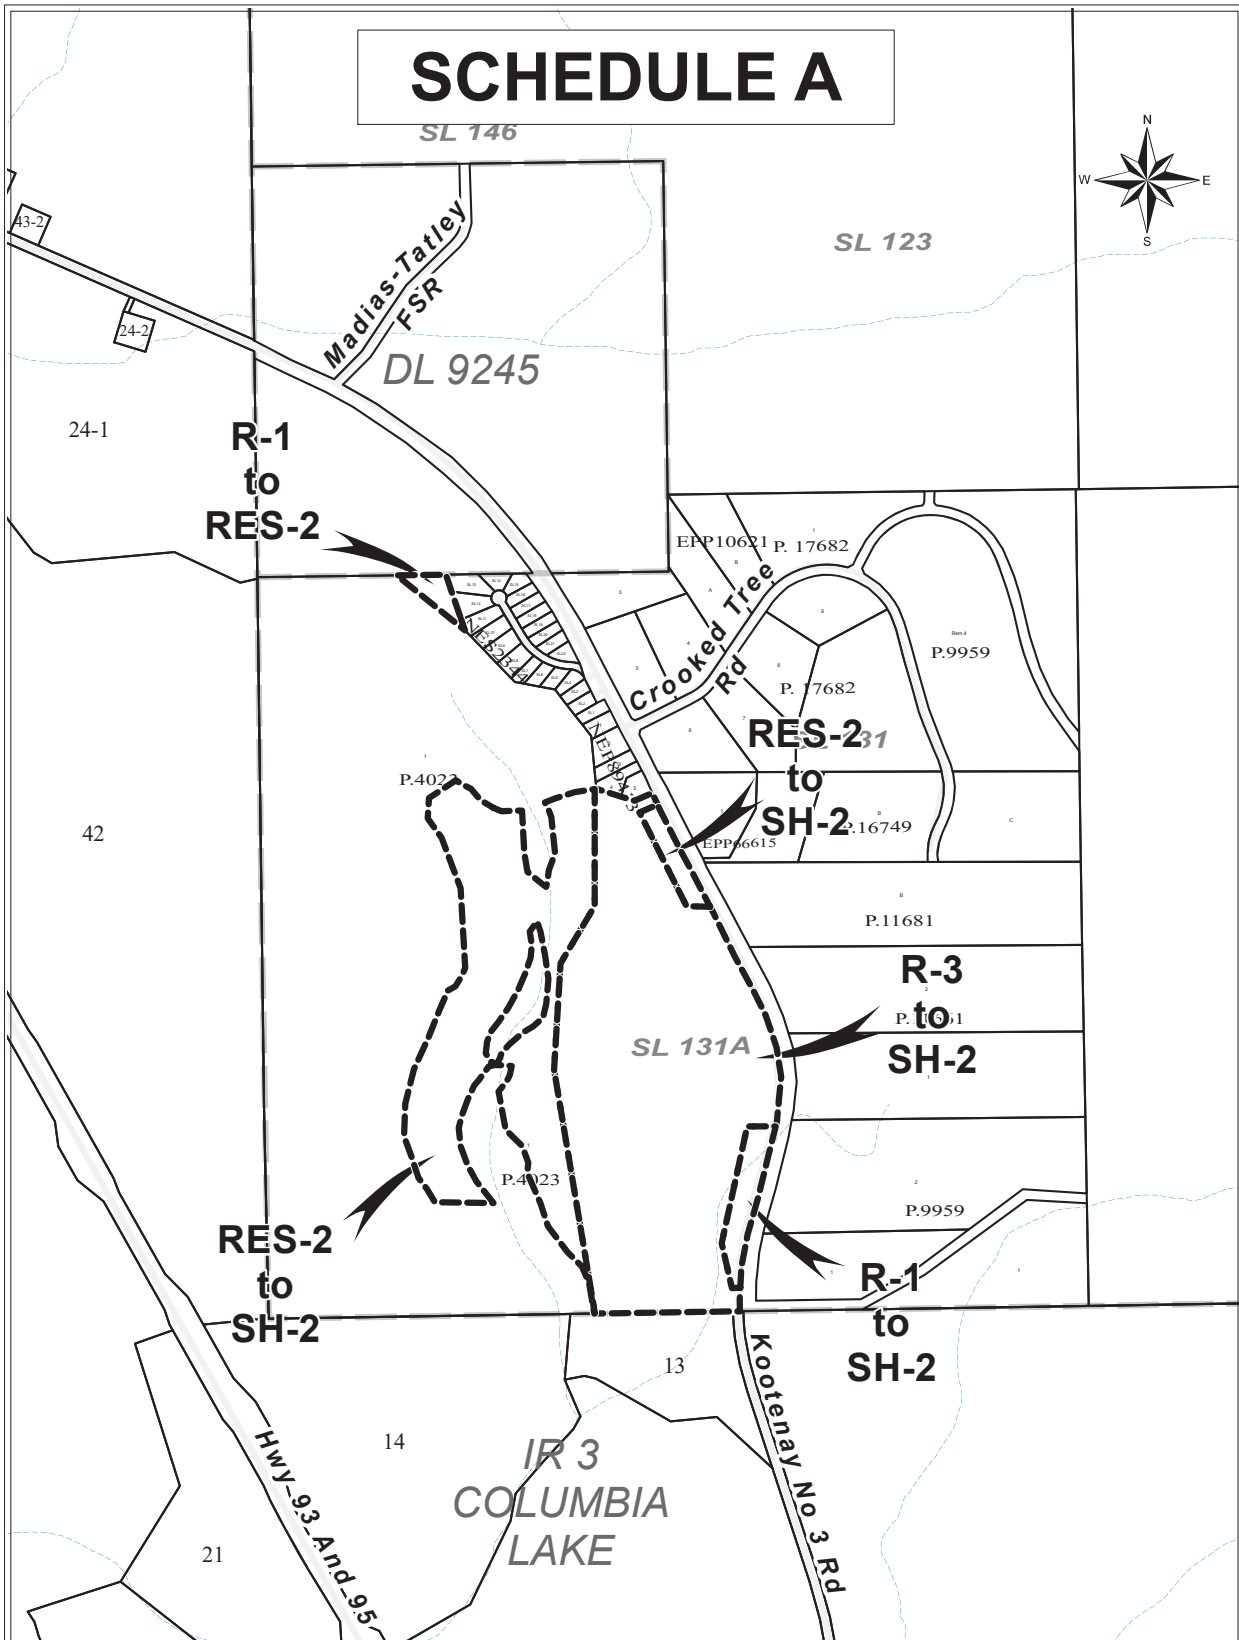 SCHEDULE A
SL 146
N
W
E
S
43-2
SL 123
Madias-Tatley
FSR
24-2
DL 9245
24-1
R-1
to
RES-2
EPP10621
P. 17682
Crooked Tree
Rd
Rem.4
P.9959
P. 17682
RES-2
to
SH-2
P.4023
42
P.16749
EPP66615
P.11681
R-3
to
SH-2
SL 131A
P.4023
P.9959
RES-2
to
SH-2
R-1
to
SH-2
13
Kootenay No 3 Rd
14
IR 3
COLUMBIA
LAKE
Hwy 93 And 95
21